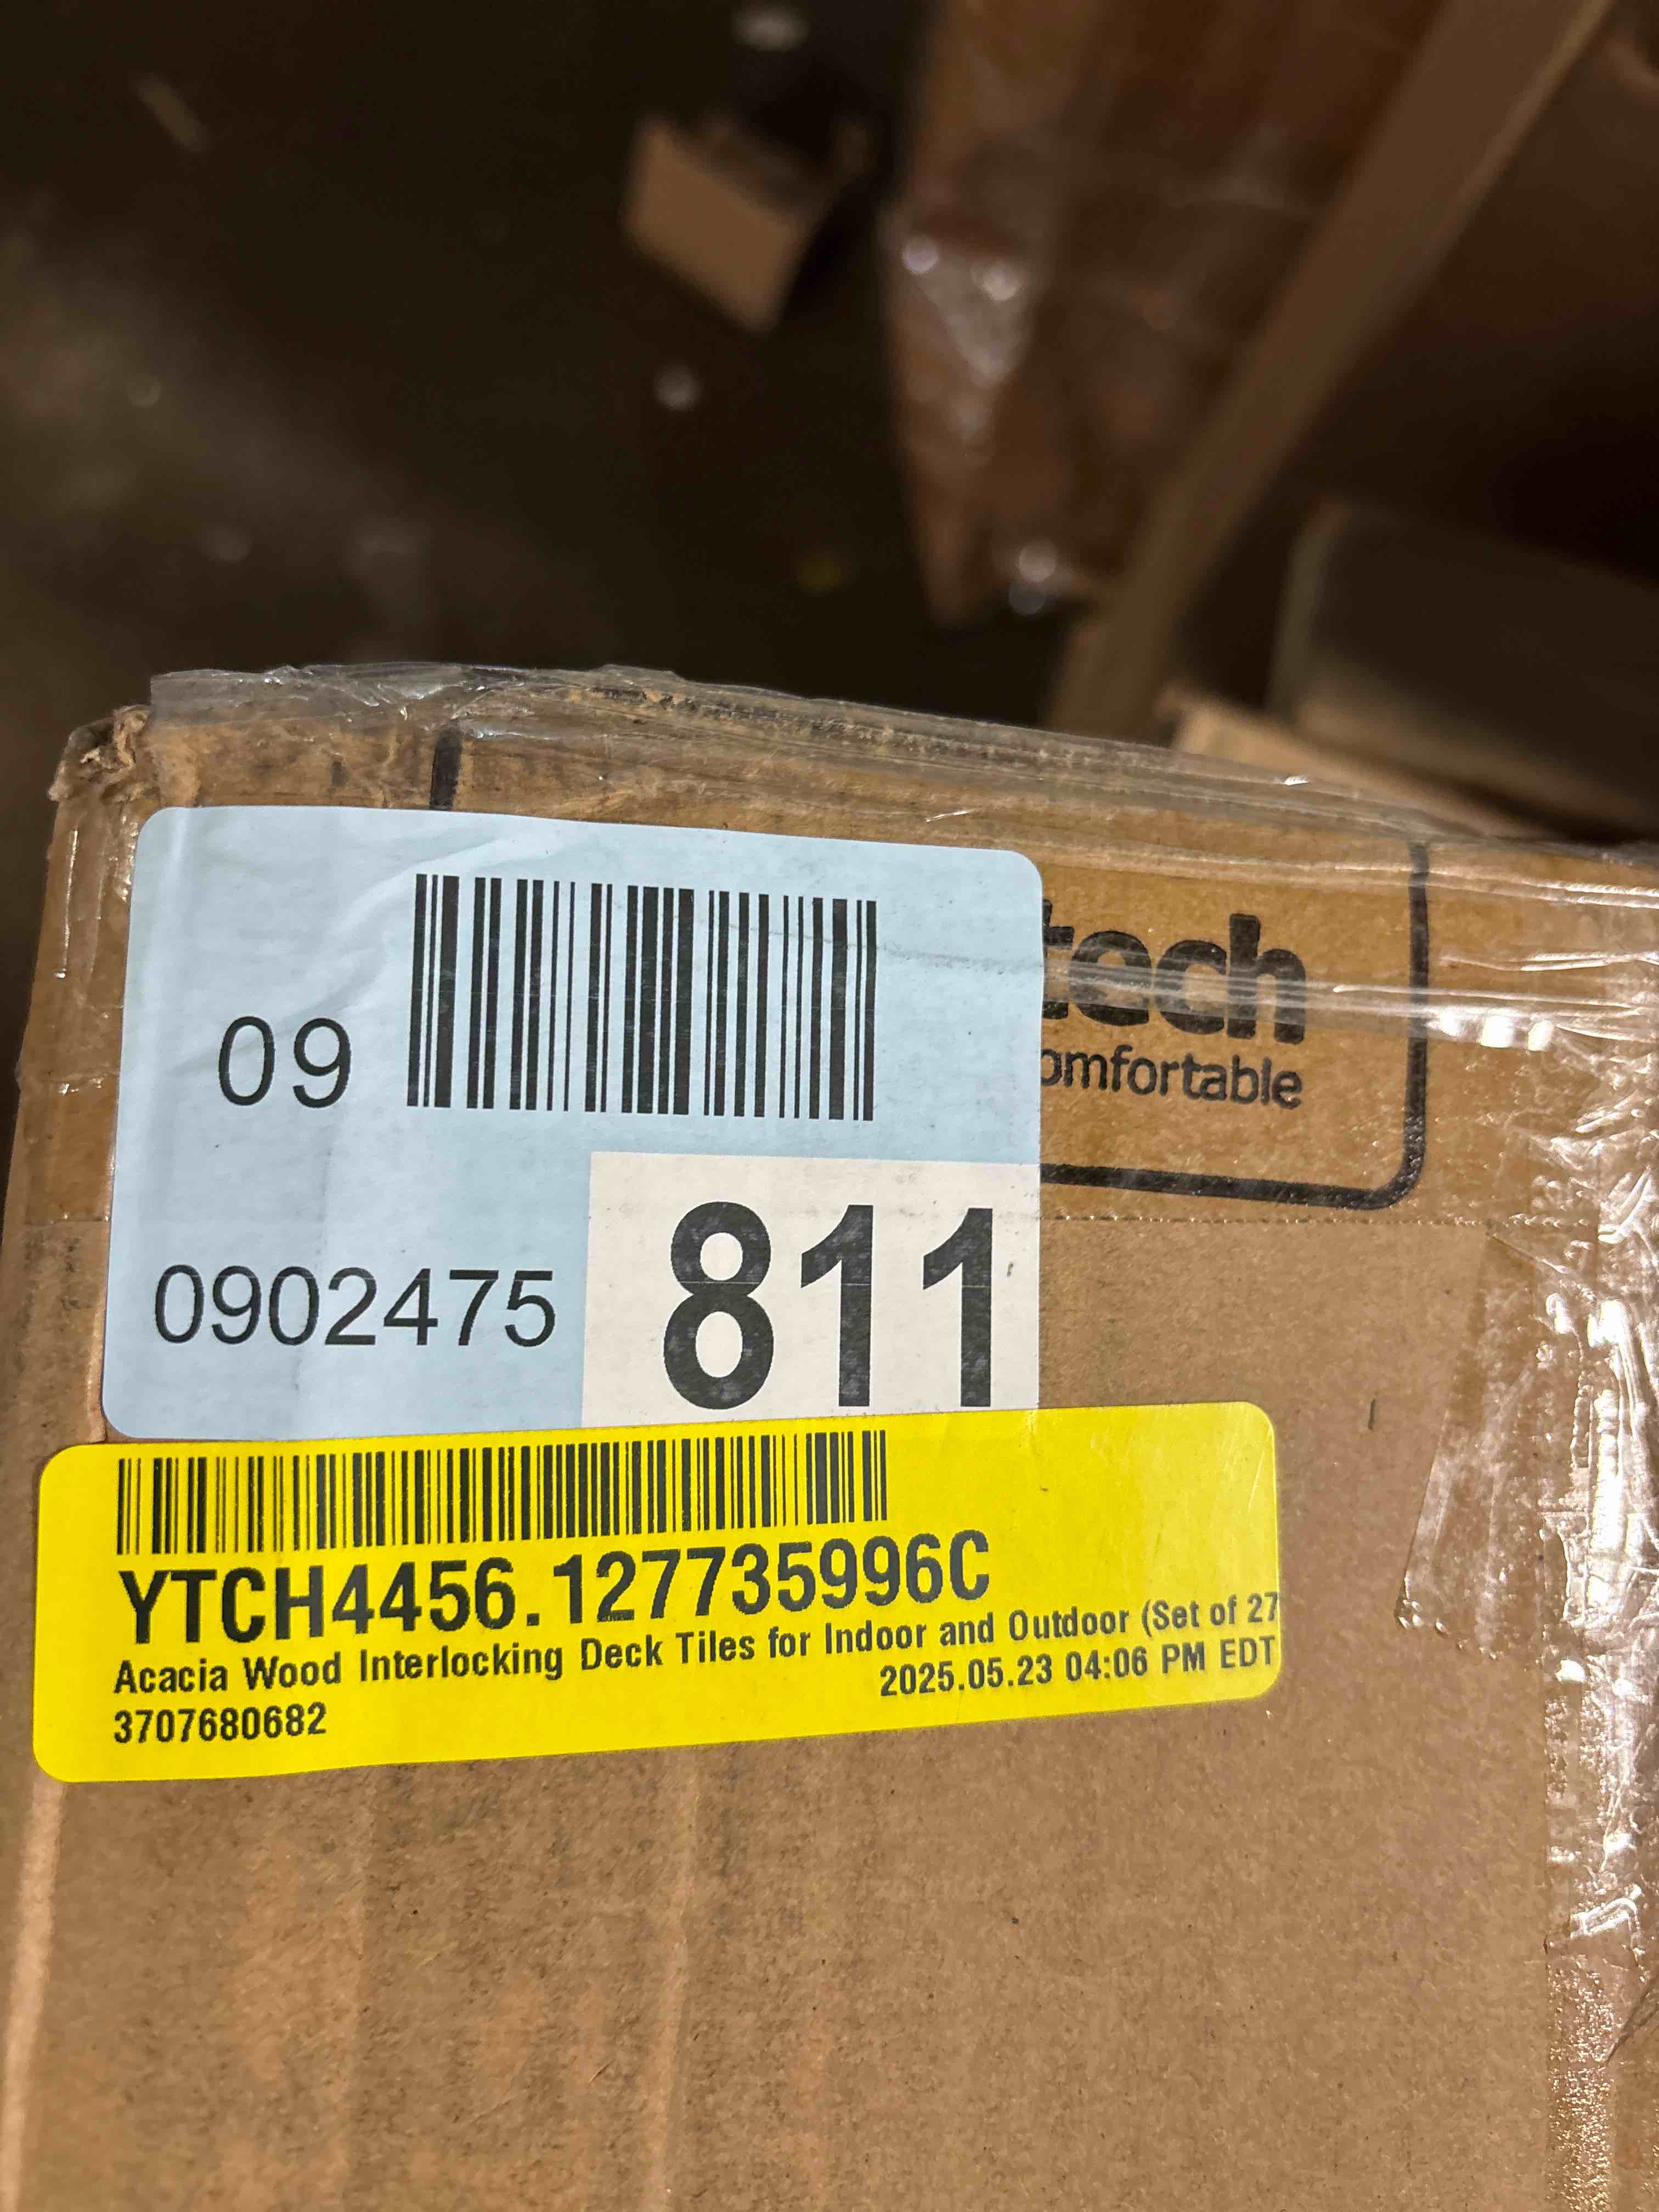 09
tech
omfortable
0902475 811
YTCH4456.127735996C
Acacia Wood Interlocking Deck Tiles for Indoor and Outdoor (Set of 27
2025.05.23 04:06 PM EDT
3707680682